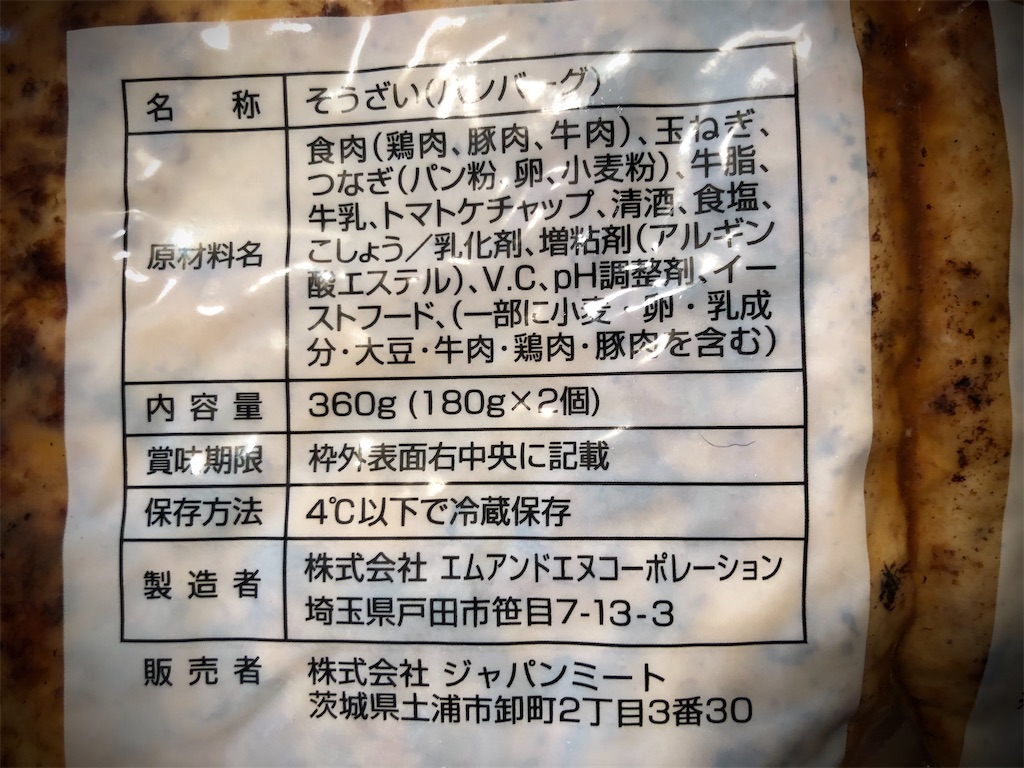 名称 そうざい(ハンバーグ)
原材料名 食肉(鶏肉、豚肉、牛肉)、玉ねぎ、
つなぎ(パン粉、卵、小麦粉)、牛脂、
牛乳、トマトケチャップ、清酒、食塩、
こしょう/乳化剤、増粘剤(アルギン
酸エステル)、V.C、pH調整剤、イー
ストフード、(一部に小麦・卵・乳成
分・大豆・牛肉・鶏肉・豚肉を含む)
内容量 360g (180g×2個)
賞味期限 枠外表面右中央に記載
保存方法 4℃以下で冷蔵保存
製造者 株式会社 エムアンドエヌコーポレーション
埼玉県戸田市笹目7-13-3
販売者 株式会社 ジャパンミート
茨城県土浦市卸町2丁目3番30